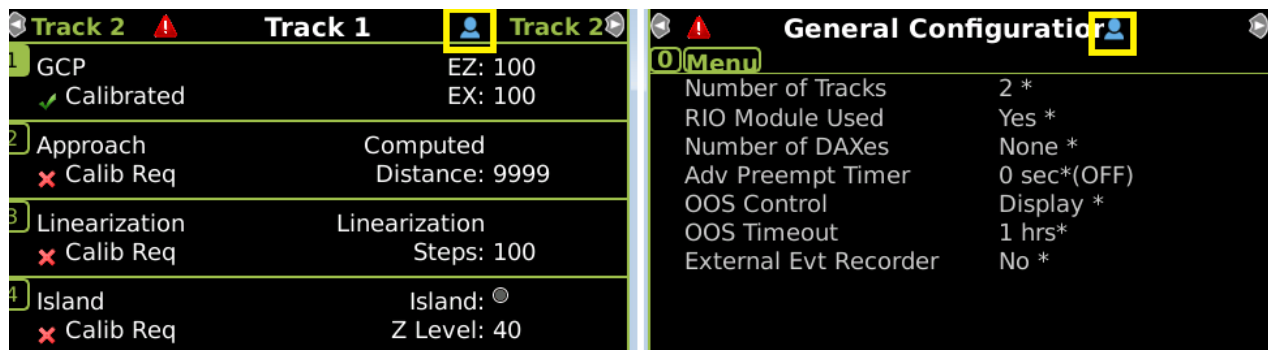 Track 2 Track 1 Track 2
1 GCP EZ: 100
Calibrated EX: 100
2 Approach Computed
Calib Req Distance: 9999
3 Linearization Linearization
Calib Req Steps: 100
4 Island Island:
Calib Req Z Level: 40
General Configuration
0 Menu
Number of Tracks 2 *
RIO Module Used Yes *
Number of DAXes None *
Adv Preempt Timer 0 sec*(OFF)
OOS Control Display *
OOS Timeout 1 hrs*
External Evt Recorder No *